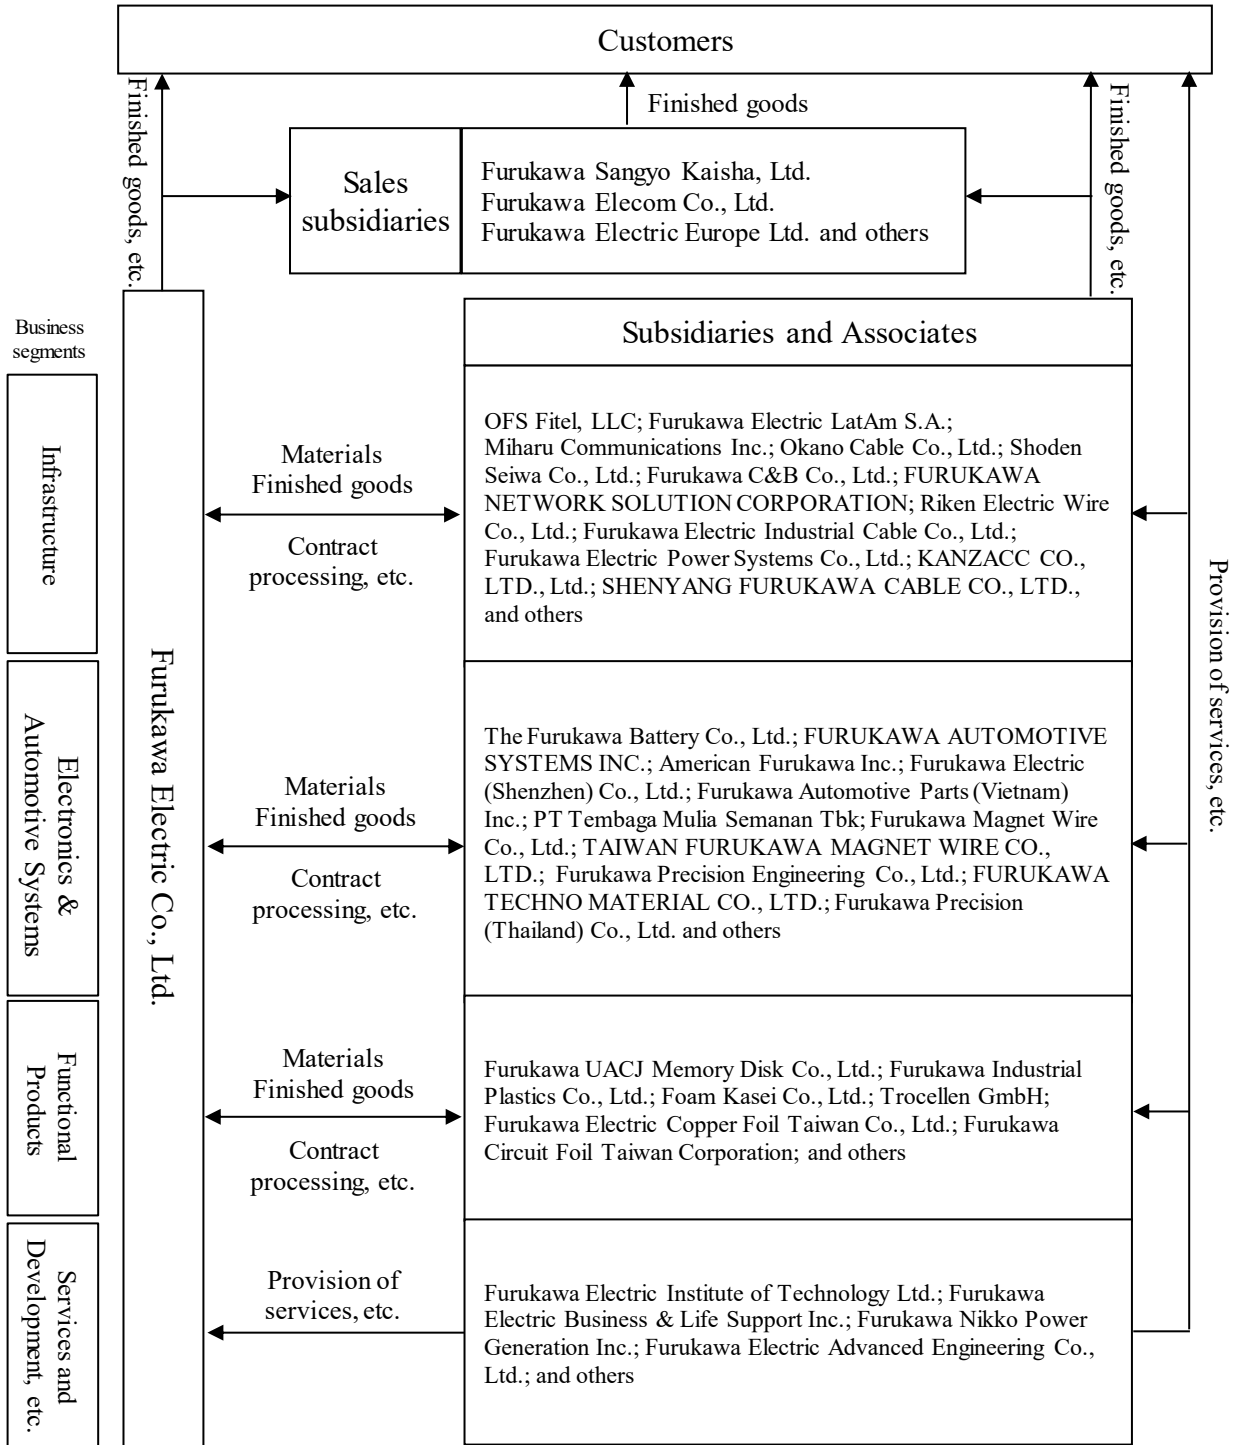 Customers
Finished goods, etc.
Finished goods
Finished goods, etc.
Sales
subsidiaries
Furukawa Sangyo Kaisha, Ltd.
Furukawa Elecom Co., Ltd.
Furukawa Electric Europe Ltd. and others
Business
segments
Subsidiaries and Associates
Furukawa Electric Co., Ltd.
Provision of services, etc.
Infrastructure
Materials
Finished goods
Contract
processing, etc.
OFS Fitel, LLC; Furukawa Electric LatAm S.A.;
Miharu Communications Inc.; Okano Cable Co., Ltd.; Shoden
Seiwa Co., Ltd.; Furukawa C&B Co., Ltd.; FURUKAWA
NETWORK SOLUTION CORPORATION; Riken Electric Wire
Co., Ltd.; Furukawa Electric Industrial Cable Co., Ltd.;
Furukawa Electric Power Systems Co., Ltd.; KANZACC CO.,
LTD., Ltd.; SHENYANG FURUKAWA CABLE CO., LTD.,
and others
Electronics &
Automotive Systems
Materials
Finished goods
Contract
processing, etc.
The Furukawa Battery Co., Ltd.; FURUKAWA AUTOMOTIVE
SYSTEMS INC.; American Furukawa Inc.; Furukawa Electric
(Shenzhen) Co., Ltd.; Furukawa Automotive Parts (Vietnam)
Inc.; PT Tembaga Mulia Semanan Tbk; Furukawa Magnet Wire
Co., Ltd.; TAIWAN FURUKAWA MAGNET WIRE CO.,
LTD.; Furukawa Precision Engineering Co., Ltd.; FURUKAWA
TECHNO MATERIAL CO., LTD.; Furukawa Precision
(Thailand) Co., Ltd. and others
Functional
Products
Materials
Finished goods
Contract
processing, etc.
Furukawa UACJ Memory Disk Co., Ltd.; Furukawa Industrial
Plastics Co., Ltd.; Foam Kasei Co., Ltd.; Trocellen GmbH;
Furukawa Electric Copper Foil Taiwan Co., Ltd.; Furukawa
Circuit Foil Taiwan Corporation; and others
Services and
Development, etc.
Provision of
services, etc.
Furukawa Electric Institute of Technology Ltd.; Furukawa
Electric Business & Life Support Inc.; Furukawa Nikko Power
Generation Inc.; Furukawa Electric Advanced Engineering Co.,
Ltd.; and others